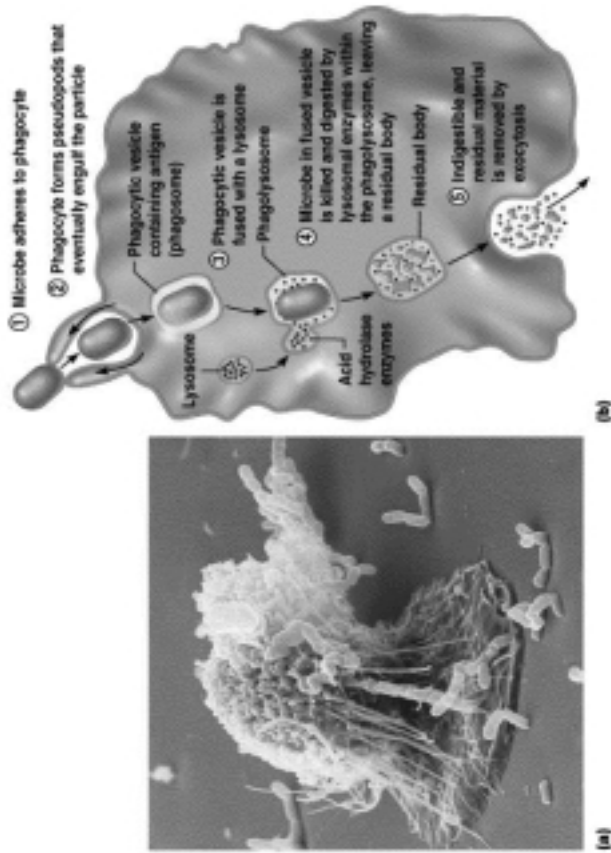 ① Microbe adheres to phagocyte
② Phagocyte forms pseudopods that
eventually engulf the particle
Lysosome
Phagocytic vesicle
containing antigen
(phagosome)
③ Phagocytic vesicle is
fused with a lysosome
Phagolysosome
Acid
hydrolase
enzymes
④ Microbe in fused vesicle
is killed and digested by
lysosomal enzymes within
the phagolysosome, leaving
a residual body
Residual body
⑤ Indigestible and
residual material
is removed by
exocytosis
(a)
(b)